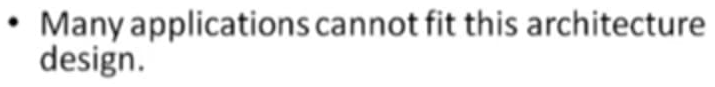 • Many applications cannot fit this architecture
design.